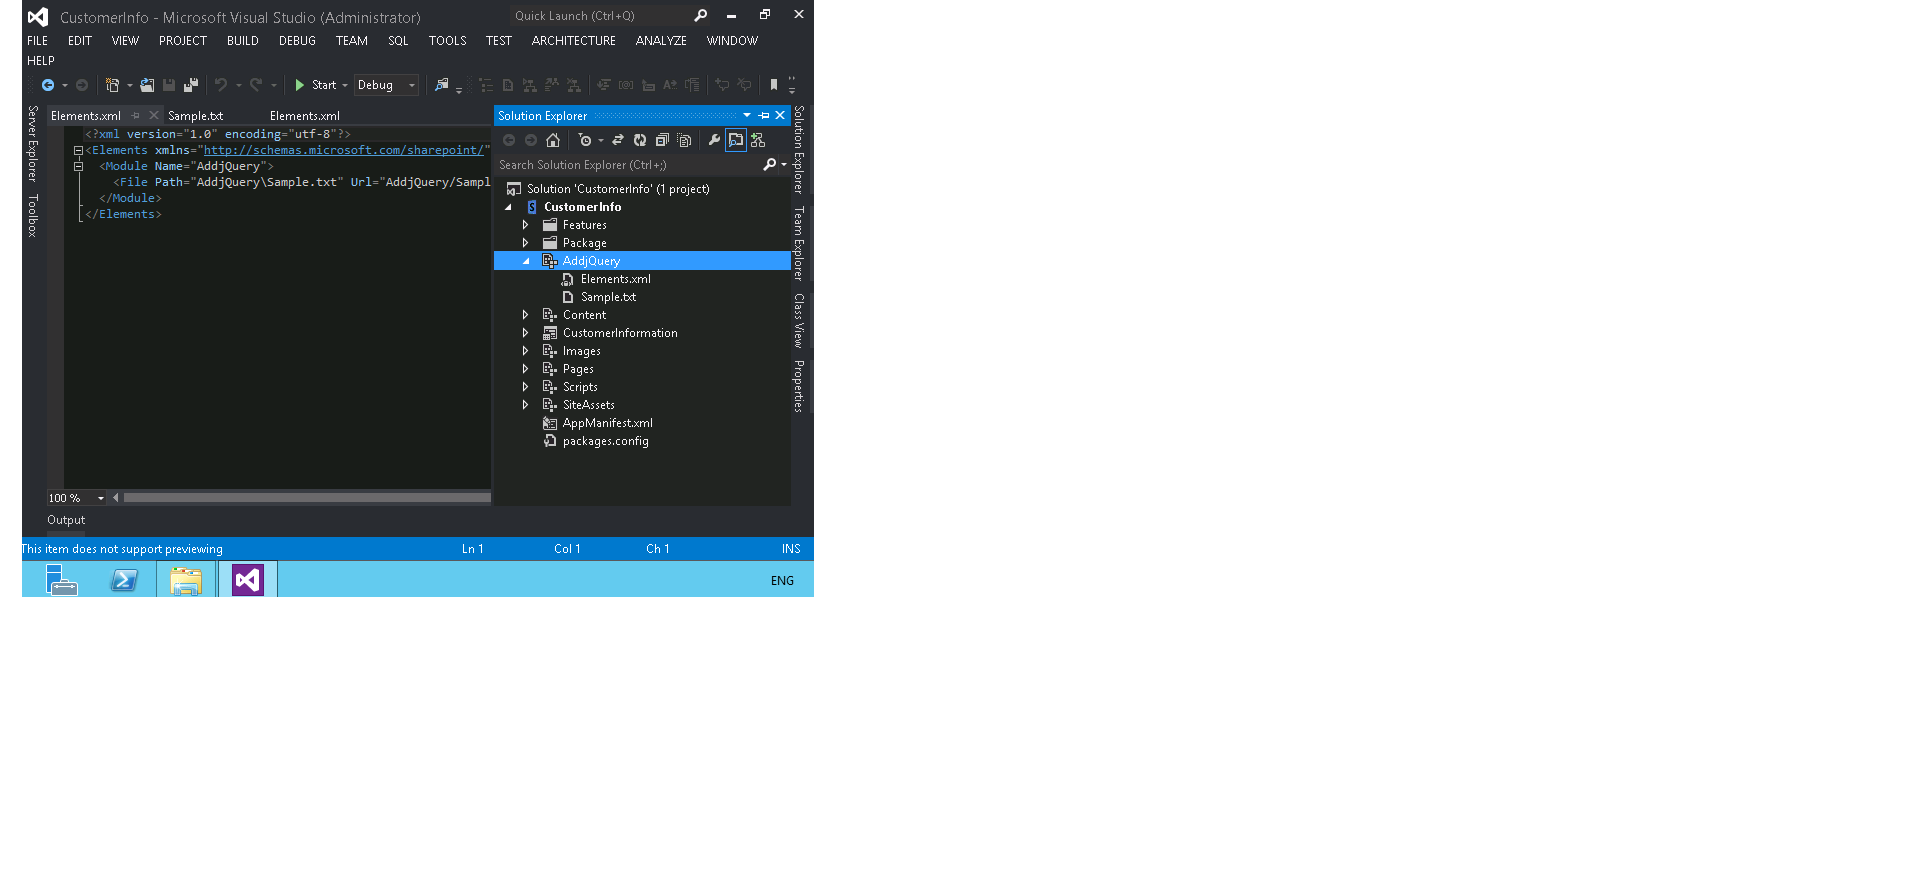 CustomerInfo - Microsoft Visual Studio (Administrator)
Quick Launch (Ctrl+Q)
FILE EDIT VIEW PROJECT BUILD DEBUG TEAM SQL TOOLS TEST ARCHITECTURE ANALYZE WINDOW
HELP
Start Debug
Server Explorer
Toolbox
Elements.xml Sample.txt Elements.xml
<?xml version="1.0" encoding="utf-8"?>
<Elements xmlns="http://schemas.microsoft.com/sharepoint/"
<Module Name="AddjQuery">
<File Path="AddjQuery\Sample.txt" Url="AddjQuery/Sampl
</Module>
</Elements>
100 %
Solution Explorer
Search Solution Explorer (Ctrl+;)
Solution 'CustomerInfo' (1 project)
CustomerInfo
Features
Package
AddjQuery
Elements.xml
Sample.txt
Content
CustomerInformation
Images
Pages
Scripts
SiteAssets
AppManifest.xml
packages.config
Solution Explorer
Team Explorer
Class View
Properties
Output
This item does not support previewing Ln 1 Col 1 Ch 1 INS
ENG